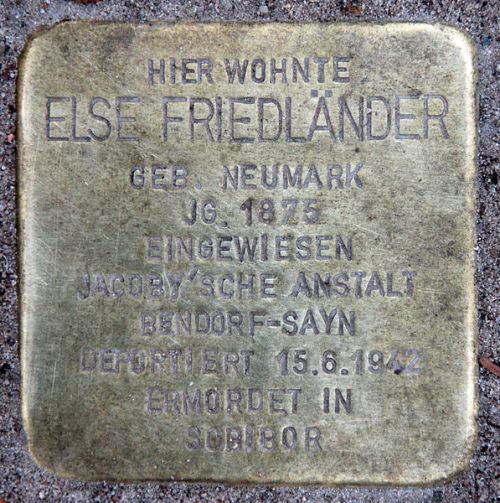 HIER WOHNTE
ELSE FRIEDLÄNDER
GEB. NEUMARK
JG. 1875
EINGEWIESEN
JACOBY'SCHE ANSTALT
BENDORF-SAYN
DEPORTIERT 15.6.1942
ERMORDET IN
SOBIBOR